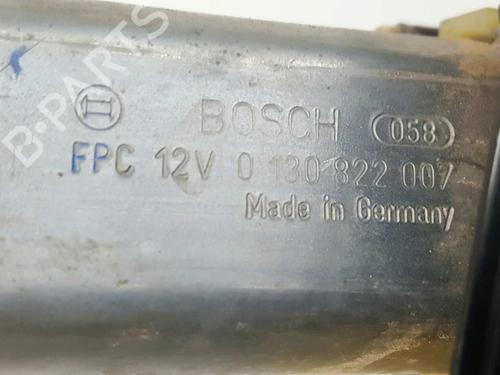 BOSCH 058
FPC 12V 0 130 822 007
Made in Germany
B-PARTS